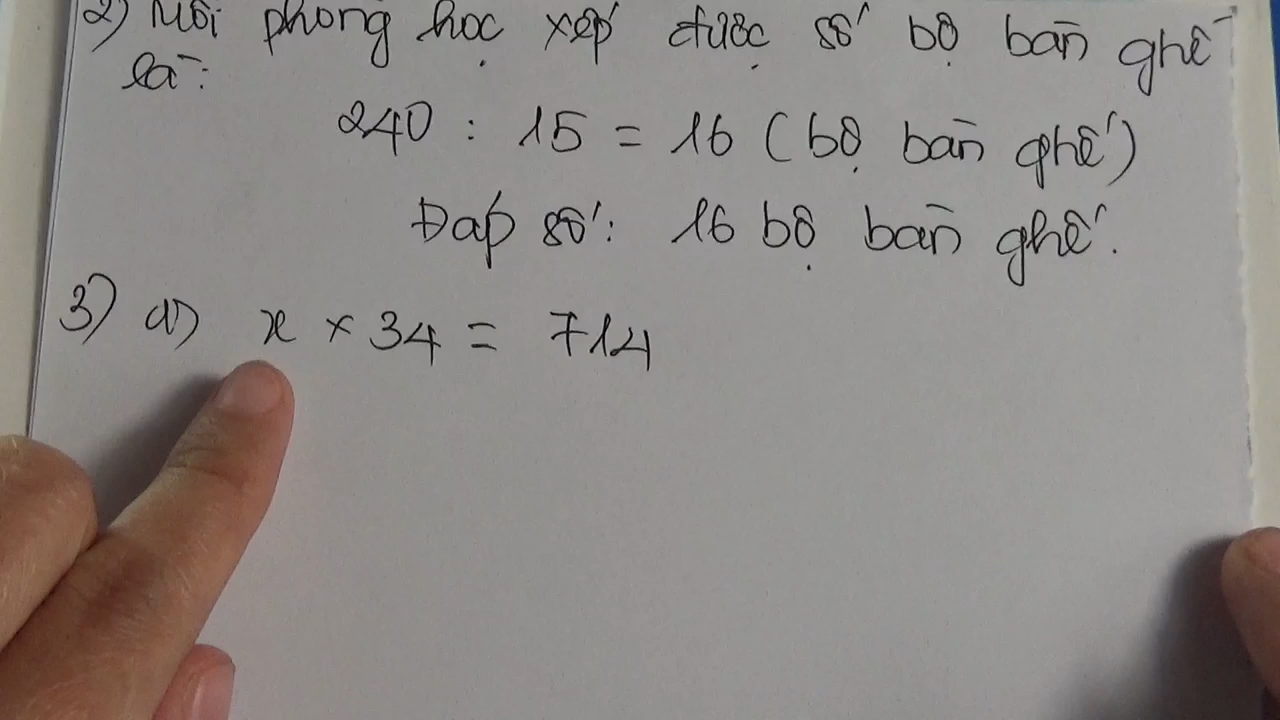 2) Mỗi phòng học xếp được số bộ bàn ghế
là:
240 : 15 = 16 (bộ bàn ghế)
Đáp số: 16 bộ bàn ghế.
3) a) x × 34 = 714